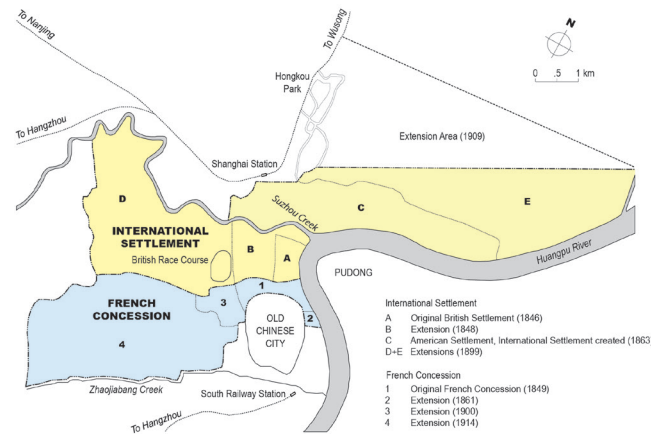 To Nanjing
To Wusong
N
0 .5 1 km
Hongkou
Park
To Hangzhou
Extension Area (1909)
Shanghai Station
D
C
E
Suzhou Creek
INTERNATIONAL
SETTLEMENT
British Race Course
B
A
Huangpu River
PUDONG
1
FRENCH
CONCESSION
3
2
OLD
CHINESE
CITY
4
Zhaojiabang Creek
South Railway Station
To Hangzhou
International Settlement
A Original British Settlement (1846)
B Extension (1848)
C American Settlement, International Settlement created (1863)
D+E Extensions (1899)
French Concession
1 Original French Concession (1849)
2 Extension (1861)
3 Extension (1900)
4 Extension (1914)